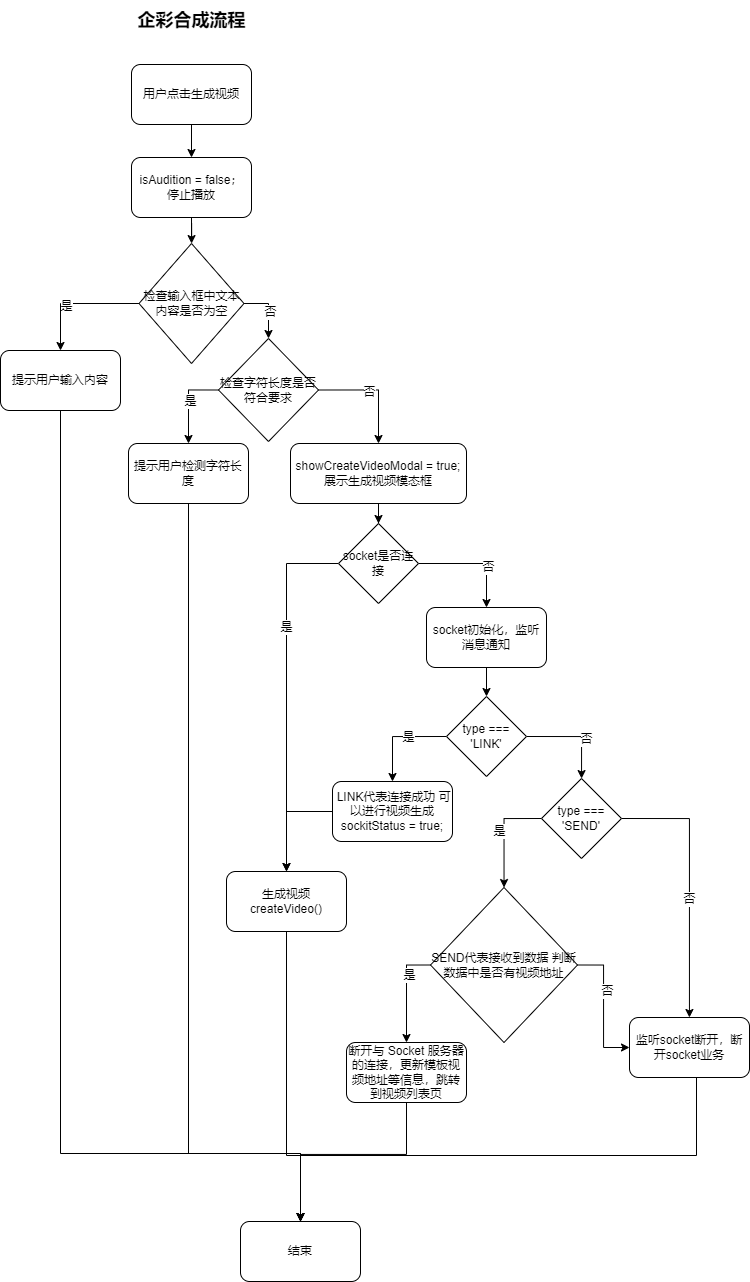 企彩合成流程
用户点击生成视频
isAudition = false；
停止播放
检查输入框中文本
内容是否为空
是
否
提示用户输入内容
检查字符长度是否
符合要求
是
否
提示用户检测字符长
度
showCreateVideoModal = true;
展示生成视频模态框
socket是否连
接
否
是
socket初始化，监听
消息通知
type ===
'LINK'
是
否
LINK代表连接成功 可
以进行视频生成
sockitStatus = true;
type ===
'SEND'
是
否
生成视频
createVideo()
SEND代表接收到数据 判断
数据中是否有视频地址
是
否
监听socket断开，断
开socket业务
断开与 Socket 服务器
的连接，更新模板视
频地址等信息，跳转
到视频列表页
结束